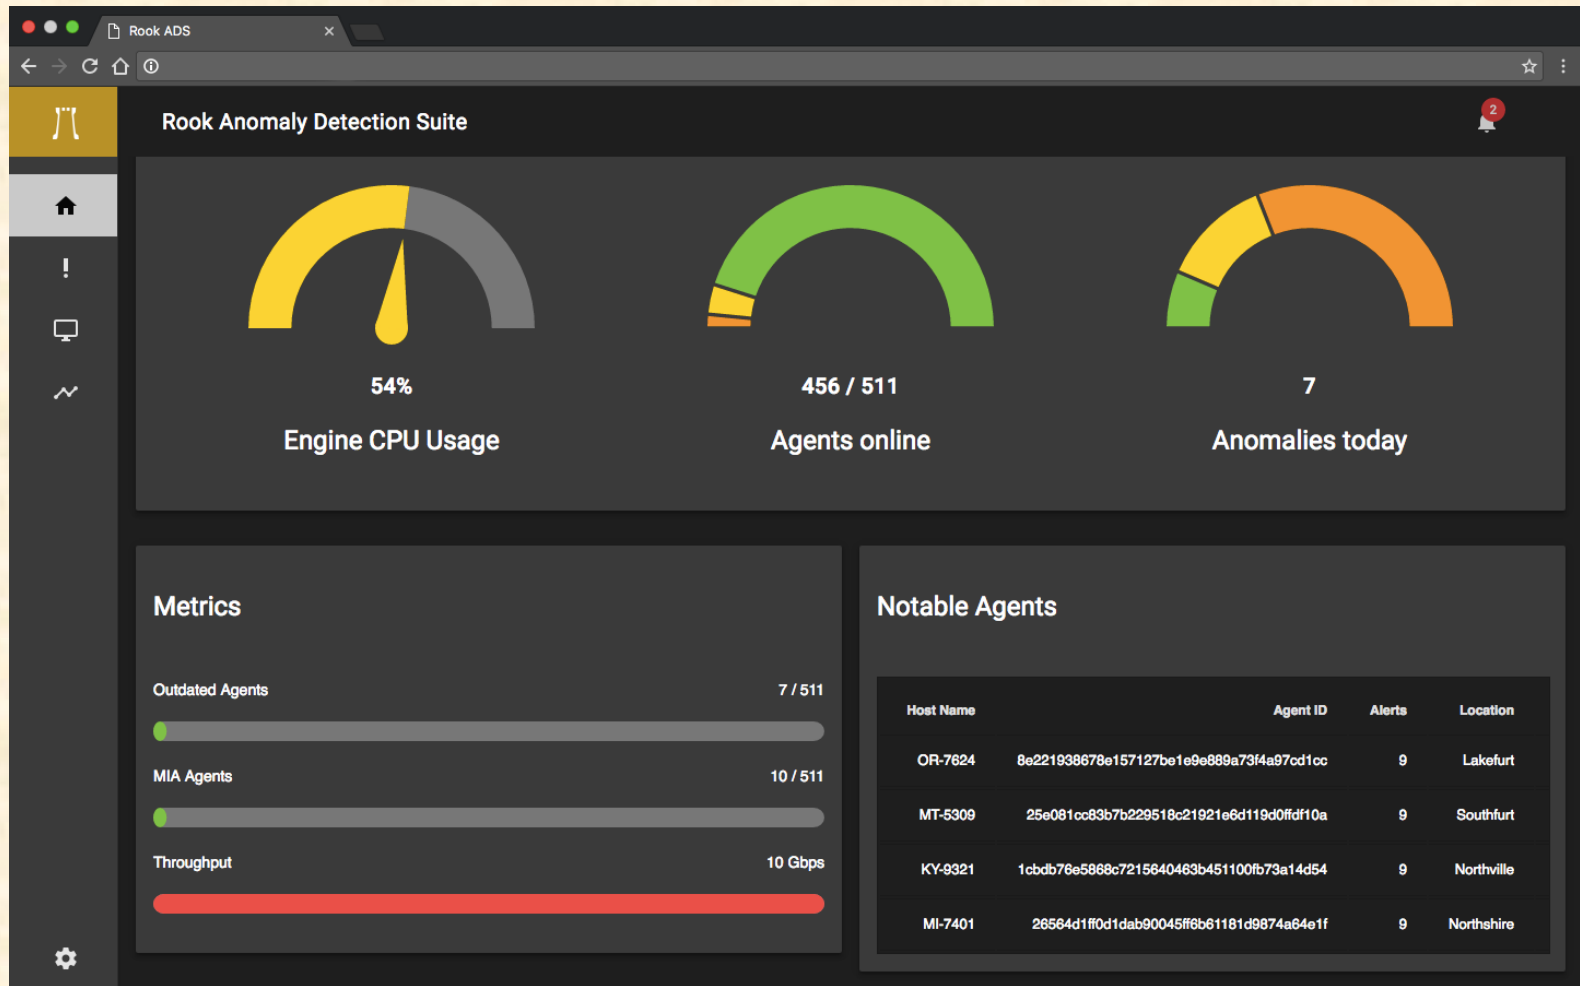 Rook ADS
Rook Anomaly Detection Suite
2
54%
Engine CPU Usage
456 / 511
Agents online
7
Anomalies today
Metrics
Outdated Agents 7 / 511
MIA Agents 10 / 511
Throughput 10 Gbps
Notable Agents
Host Name Agent ID Alerts Location
OR-7624 8e221938678e157127be1e9e889a73f4a97cd1cc 9 Lakefurt
MT-5309 25e081cc83b7b229518c21921e6d119d0ffdf10a 9 Southfurt
KY-9321 1cbdb76e5868c7215640463b451100fb73a14d54 9 Northville
MI-7401 26564d1ff0d1dab90045ff6b61181d9874a64e1f 9 Northshire